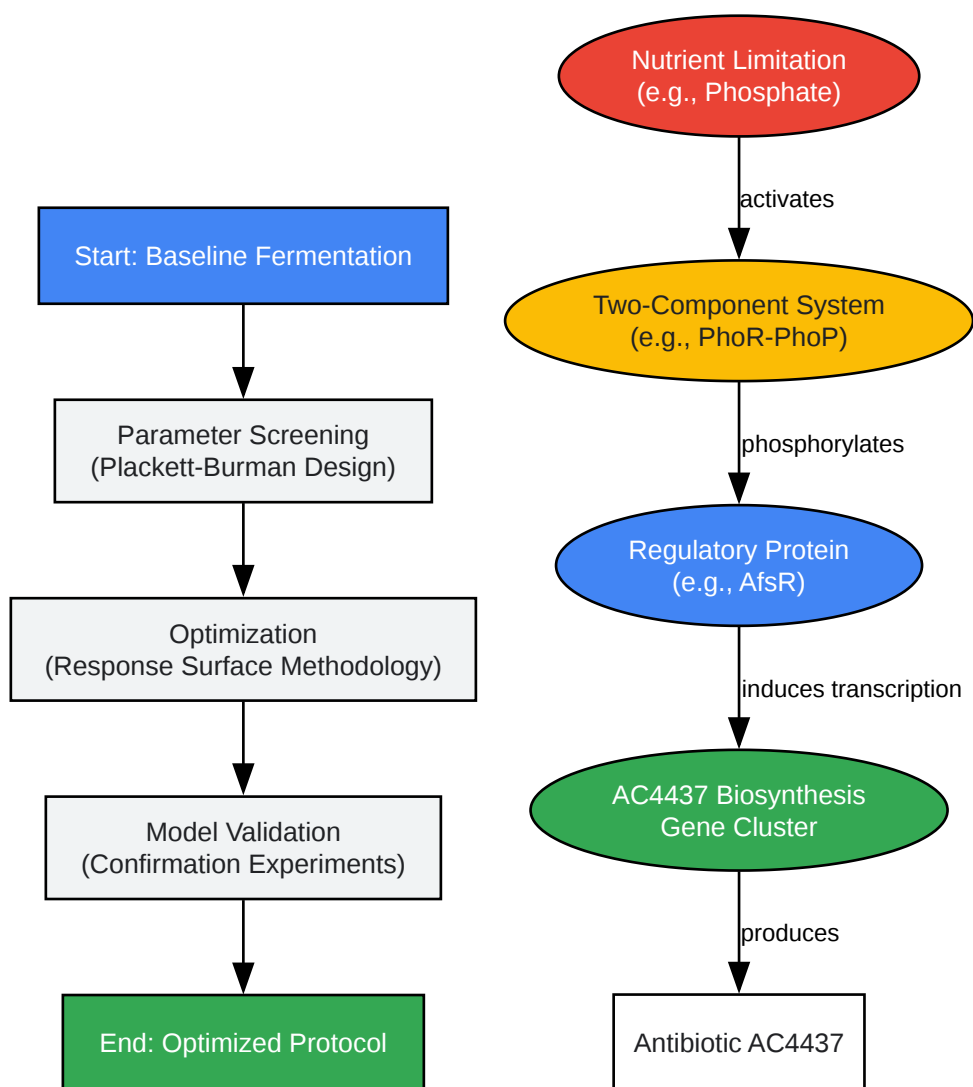 Start: Baseline Fermentation
Parameter Screening
(Plackett-Burman Design)
Optimization
(Response Surface Methodology)
Model Validation
(Confirmation Experiments)
End: Optimized Protocol
Nutrient Limitation
(e.g., Phosphate)
activates
Two-Component System
(e.g., PhoR-PhoP)
phosphorylates
Regulatory Protein
(e.g., AfsR)
induces transcription
AC4437 Biosynthesis
Gene Cluster
produces
Antibiotic AC4437